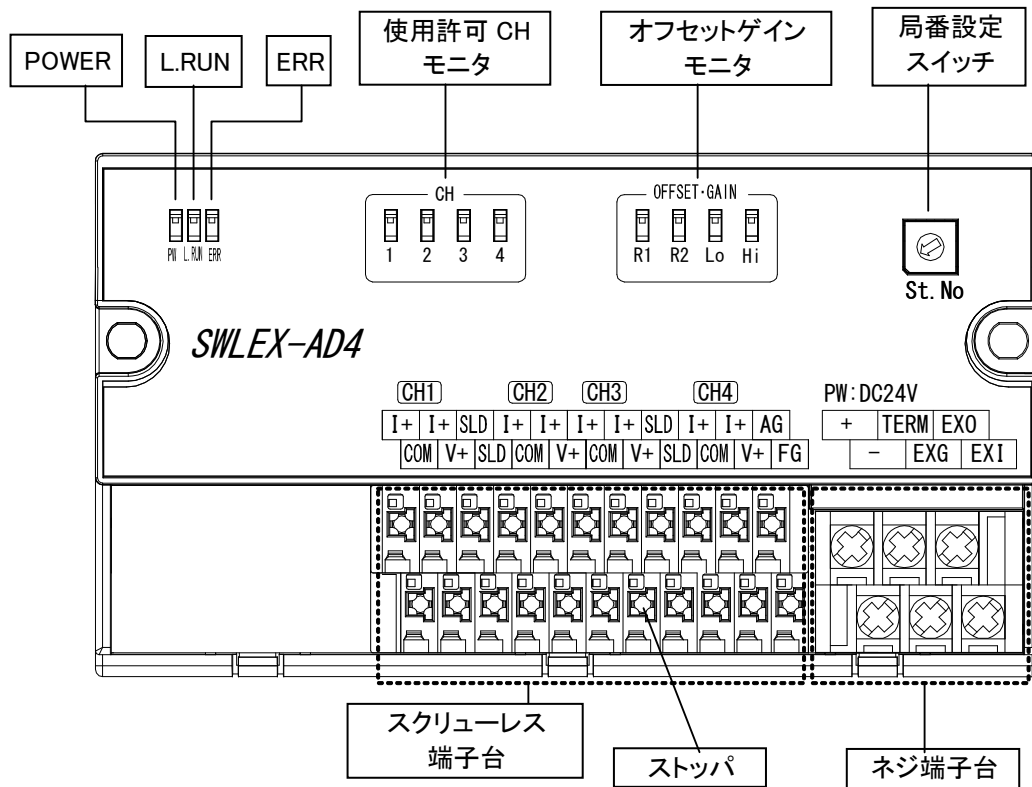 POWER
L.RUN
ERR
使用許可 CH
モニタ
オフセットゲイン
モニタ
局番設定
スイッチ
PW L.RUN ERR
CH
1 2 3 4
OFFSET・GAIN
R1 R2 Lo Hi
St.No
SWLEX-AD4
CH1 CH2 CH3 CH4
I+ I+ SLD I+ I+ I+ I+ SLD I+ I+ AG
COM V+ SLD COM V+ COM V+ SLD COM V+ FG
PW:DC24V
+ TERM EXO
- EXG EXI
スクリューレス
端子台
ストッパ
ネジ端子台